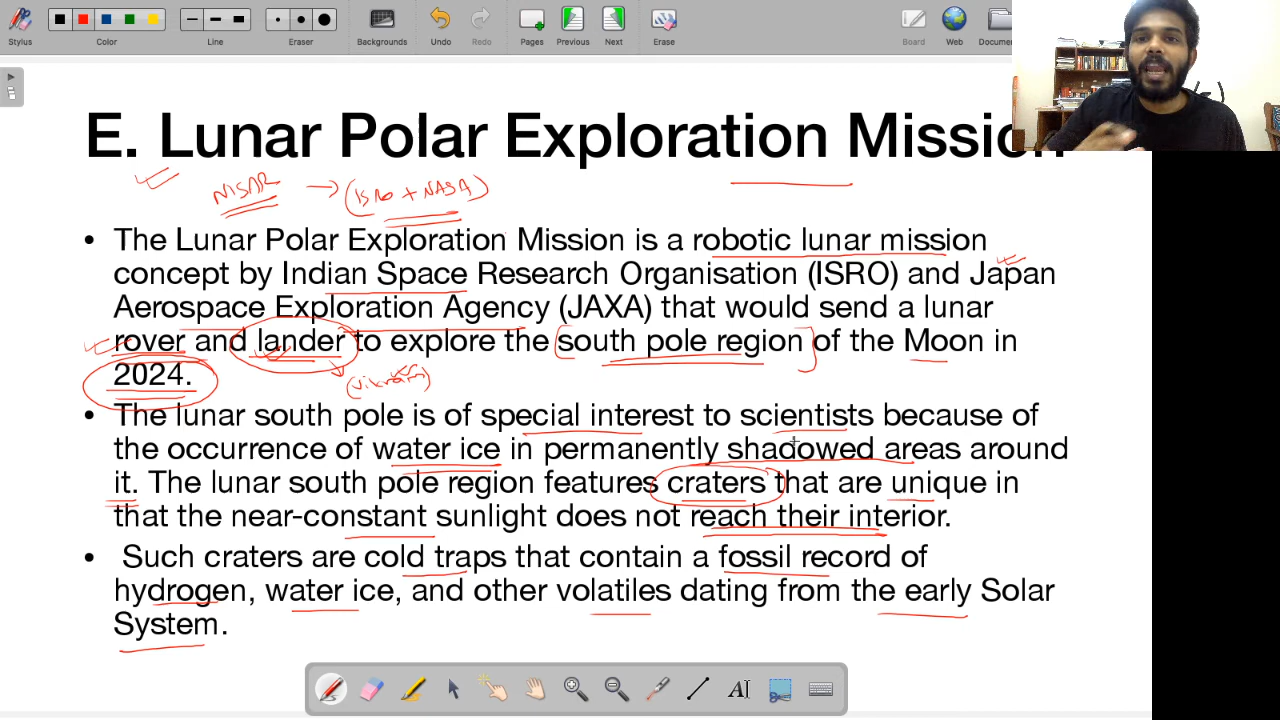 Stylus
Color
Line
Eraser
Backgrounds
Undo
Redo
Pages
Previous
Next
Erase
Board
Web
E. Lunar Polar Exploration Mission
NISAR → (ISRO + NASA)
• The Lunar Polar Exploration Mission is a robotic lunar mission
concept by Indian Space Research Organisation (ISRO) and Japan
Aerospace Exploration Agency (JAXA) that would send a lunar
rover and lander to explore the south pole region of the Moon in
2024.
(Vikram)
• The lunar south pole is of special interest to scientists because of
the occurrence of water ice in permanently shadowed areas around
it. The lunar south pole region features craters that are unique in
that the near-constant sunlight does not reach their interior.
• Such craters are cold traps that contain a fossil record of
hydrogen, water ice, and other volatiles dating from the early Solar
System.